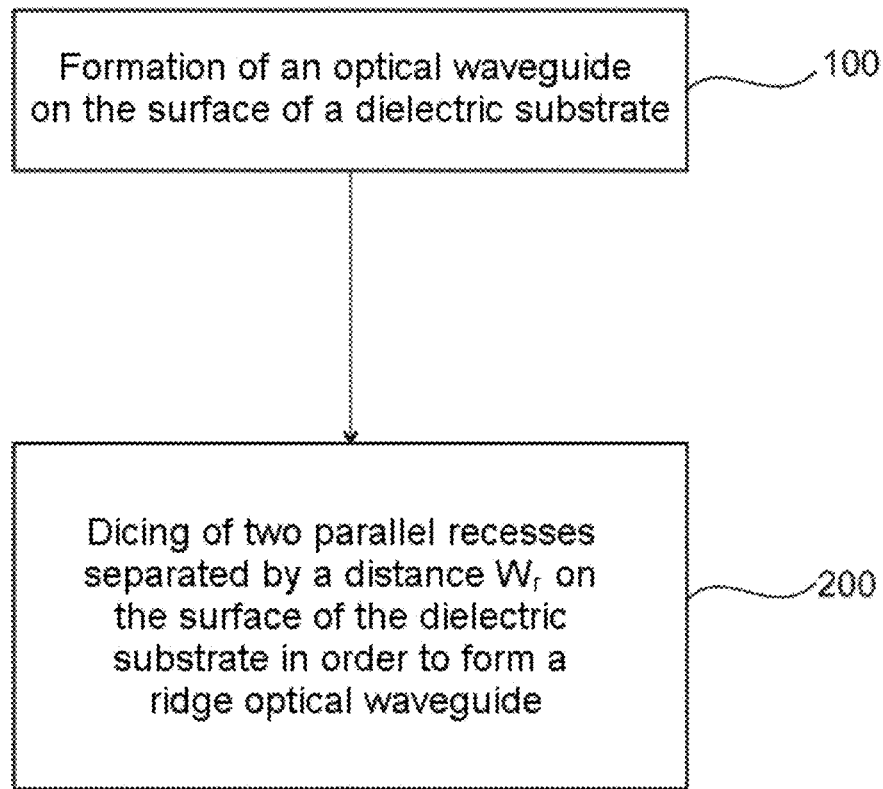 Formation of an optical waveguide
on the surface of a dielectric substrate
100
Dicing of two parallel recesses
separated by a distance Wᵣ on
the surface of the dielectric
substrate in order to form a
ridge optical waveguide
200